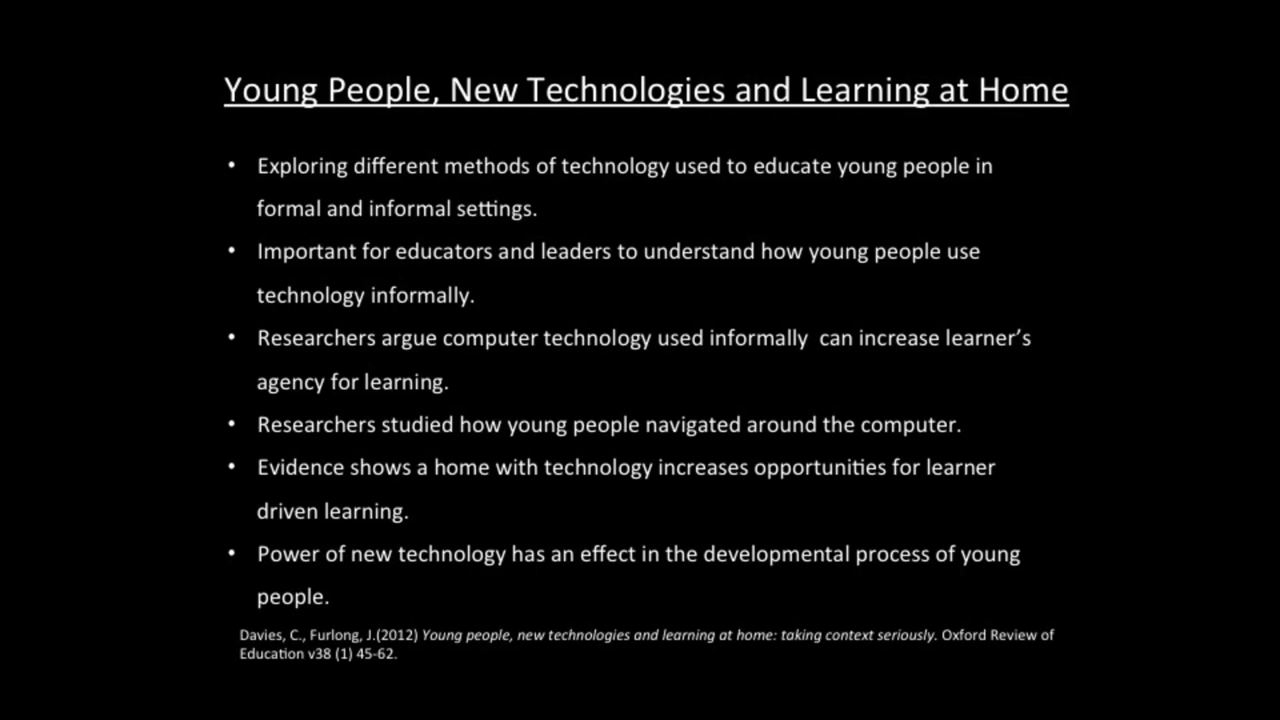 Young People, New Technologies and Learning at Home
• Exploring different methods of technology used to educate young people in
formal and informal settings.
• Important for educators and leaders to understand how young people use
technology informally.
• Researchers argue computer technology used informally  can increase learner’s
agency for learning.
• Researchers studied how young people navigated around the computer.
• Evidence shows a home with technology increases opportunities for learner
driven learning.
• Power of new technology has an effect in the developmental process of young
people.
Davies, C., Furlong, J.(2012) Young people, new technologies and learning at home: taking context seriously. Oxford Review of
Education v38 (1) 45-62.